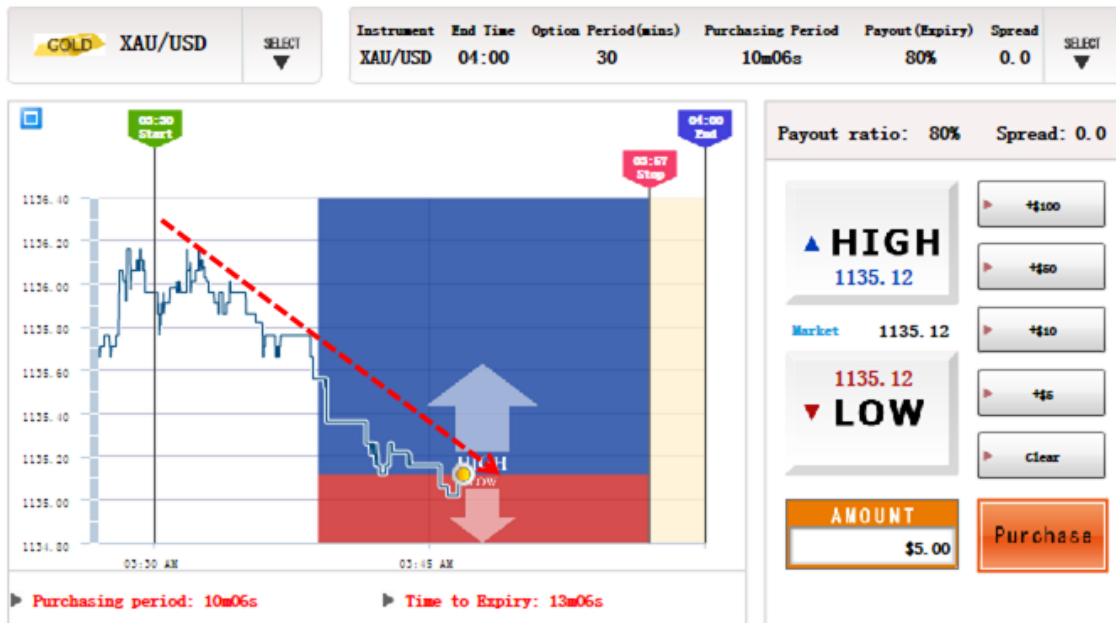 GOLD XAU/USD SELECT
Instrument End Time Option Period(mins) Purchasing Period Payout(Expiry) Spread SELECT
XAU/USD 04:00 30 10m06s 80% 0.0
03:30 Start
04:00 End
03:57 Stop
1136.40
1136.20
1136.00
1135.80
1135.60
1135.40
1135.20
1135.00
1134.80
HIGH
LOW
03:30 AM 03:45 AM
Purchasing period: 10m06s Time to Expiry: 13m06s
Payout ratio: 80% Spread: 0.0
HIGH
1135.12
Market 1135.12
1135.12
LOW
+$100
+$50
+$10
+$5
Clear
AMOUNT
$5.00
Purchase